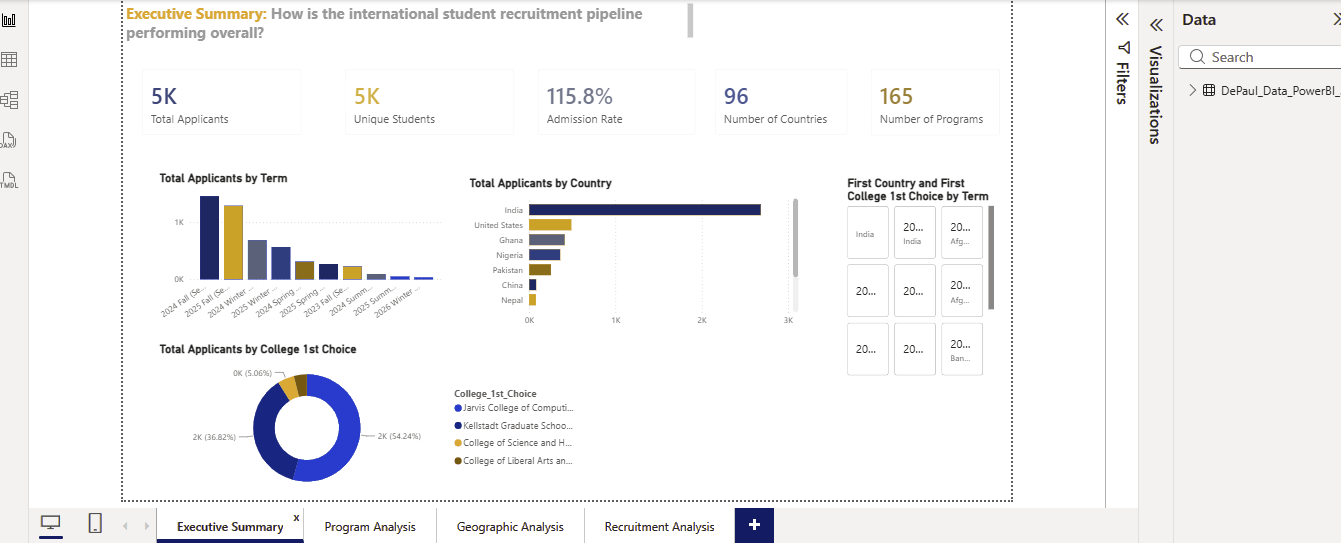 Executive Summary: How is the international student recruitment pipeline
performing overall?
5K
Total Applicants
5K
Unique Students
115.8%
Admission Rate
96
Number of Countries
165
Number of Programs
Total Applicants by Term
1K
0K
2024 Fall (Se...
2025 Fall (Se...
2024 Winter ...
2025 Winter ...
2024 Spring ...
2025 Spring ...
2023 Fall (Se...
2024 Summ...
2025 Summ...
2026 Winter ...
Total Applicants by Country
India
United States
Ghana
Nigeria
Pakistan
China
Nepal
0K
1K
2K
3K
First Country and First
College 1st Choice by Term
India
20...
India
20...
Afg...
20...
20...
20...
Afg...
20...
20...
20...
Ban...
Total Applicants by College 1st Choice
0K (5.06%)
2K (36.82%)
2K (54.24%)
College_1st_Choice
Jarvis College of Computi...
Kellstadt Graduate Schoo...
College of Science and H...
College of Liberal Arts an...
Filters
Visualizations
Data
Search
DePaul_Data_PowerBI_
DAX
TMDL
Executive Summary
x
Program Analysis
Geographic Analysis
Recruitment Analysis
+